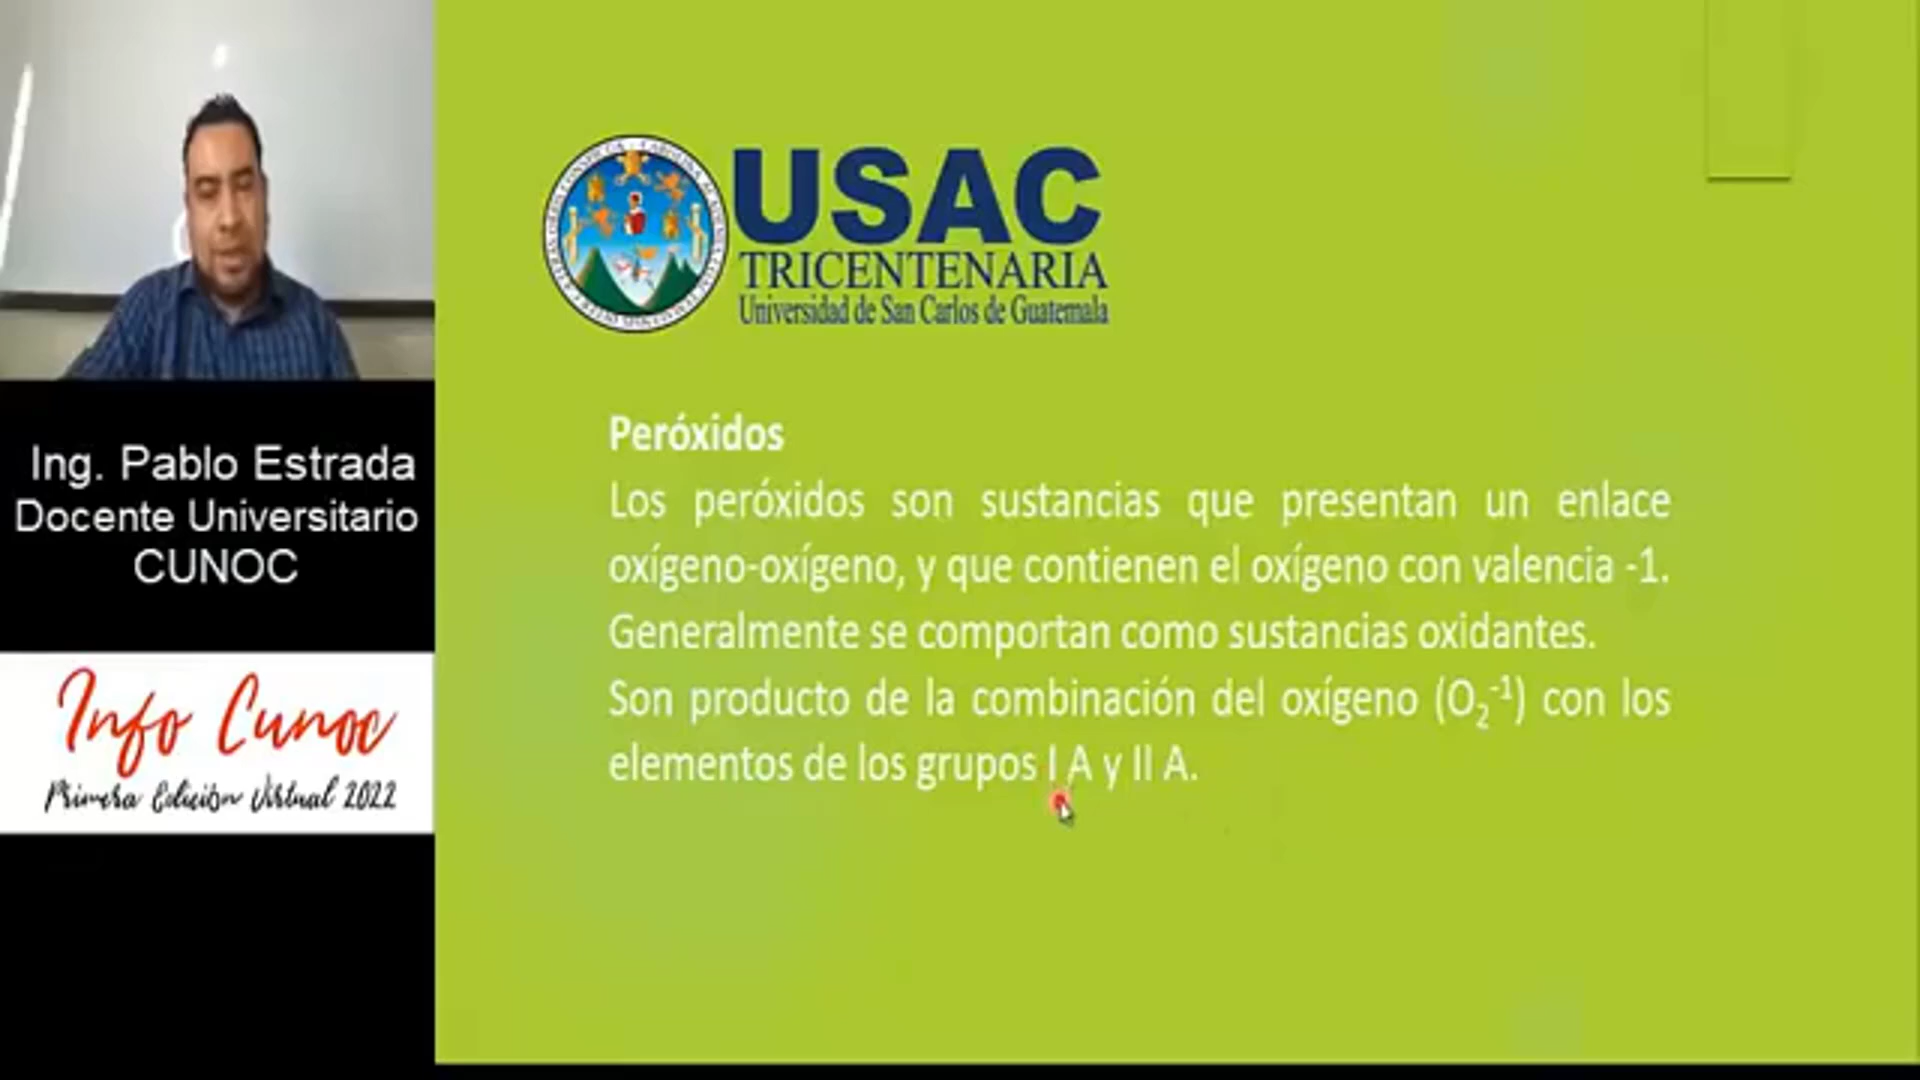 USAC
TRICENTENARIA
Universidad de San Carlos de Guatemala
Ing. Pablo Estrada
Docente Universitario
CUNOC
Info Cunoc
Primera Edición Virtual 2022
Peróxidos
Los peróxidos son sustancias que presentan un enlace
oxígeno-oxígeno, y que contienen el oxígeno con valencia -1.
Generalmente se comportan como sustancias oxidantes.
Son producto de la combinación del oxígeno (O₂⁻¹) con los
elementos de los grupos I A y II A.